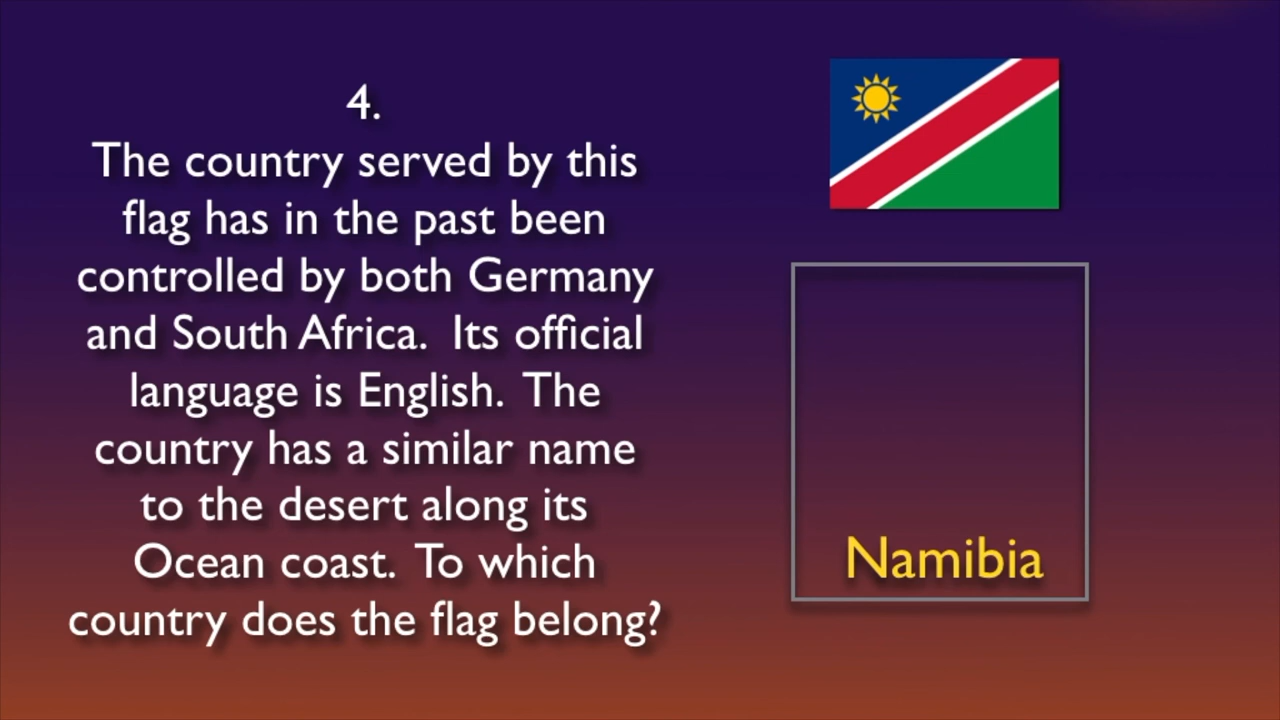 4.
The country served by this
flag has in the past been
controlled by both Germany
and South Africa.  Its official
language is English.  The
country has a similar name
to the desert along its
Ocean coast.  To which
country does the flag belong?
Namibia